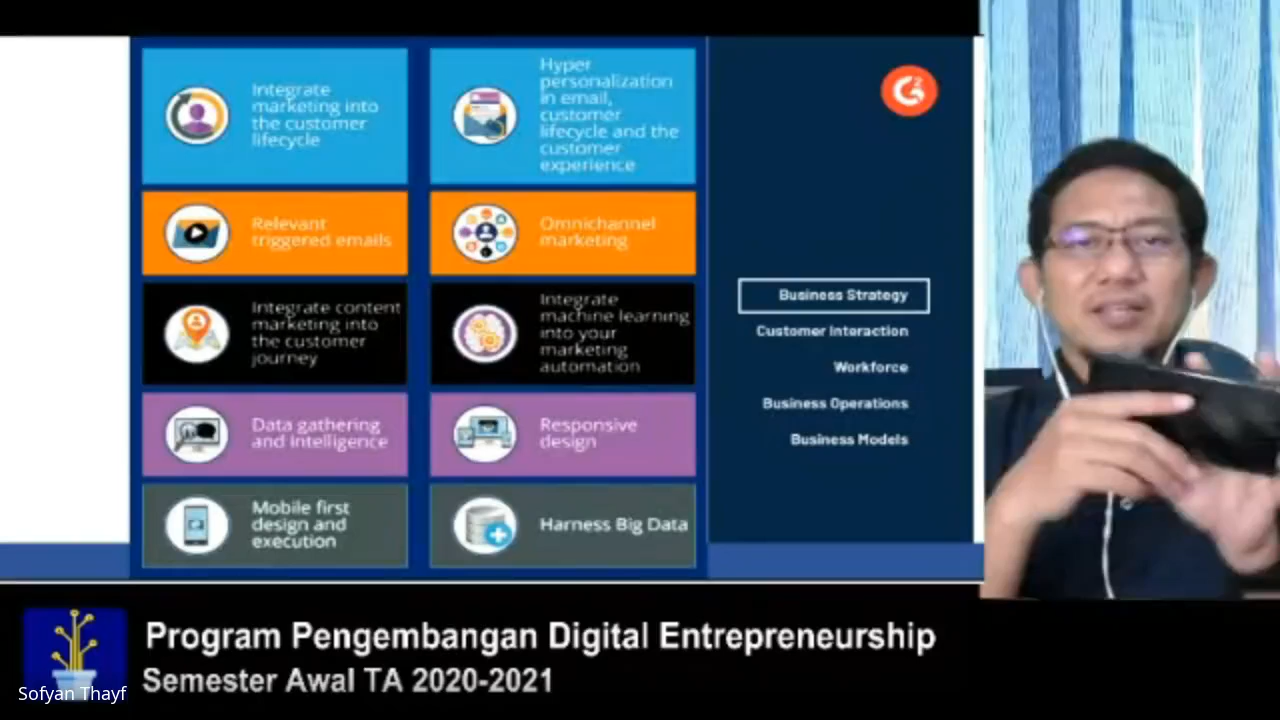 Integrate
marketing into
the customer
lifecycle
Hyper
personalization
in email,
customer
lifecycle and the
customer
experience
Relevant
triggered emails
Omnichannel
marketing
Integrate content
marketing into
the customer
journey
Integrate
machine learning
into your
marketing
automation
Data gathering
and intelligence
Responsive
design
Mobile first
design and
execution
Harness Big Data
G2
Business Strategy
Customer Interaction
Workforce
Business Operations
Business Models
Program Pengembangan Digital Entrepreneurship
Semester Awal TA 2020-2021
Sofyan Thayf